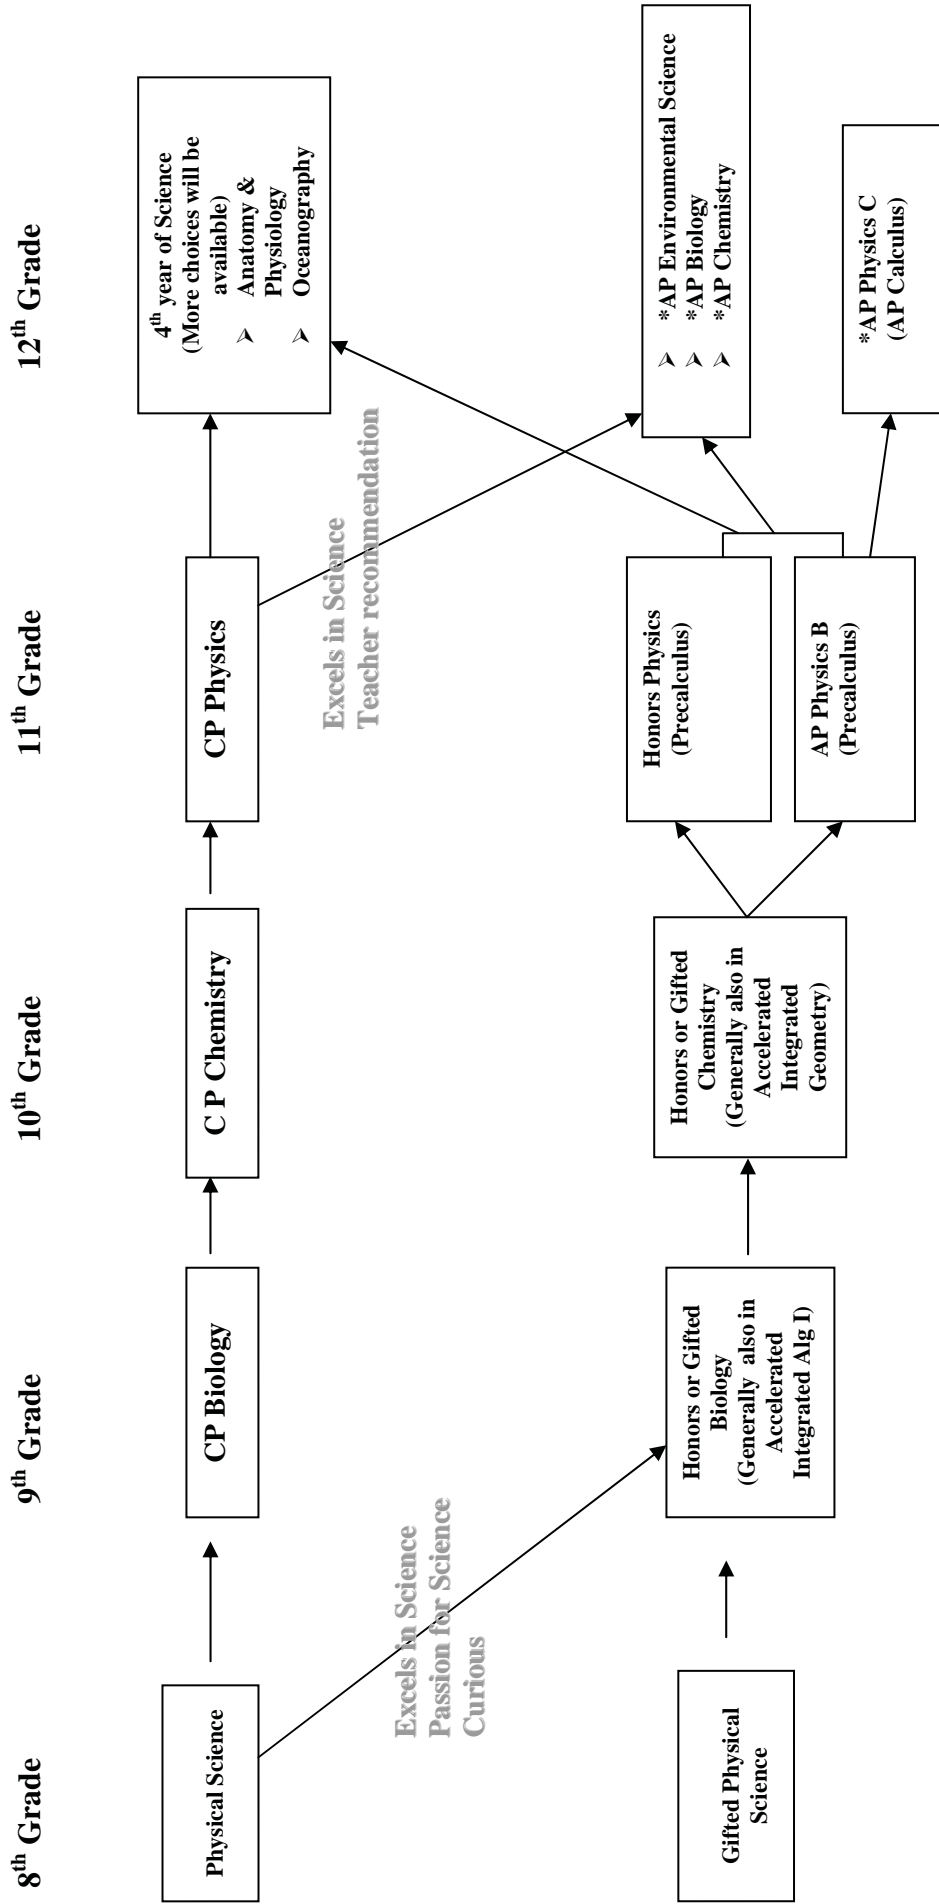 8th Grade
9th Grade
10th Grade
11th Grade
12th Grade
Physical Science
CP Biology
C P Chemistry
CP Physics
4th year of Science
(More choices will be
available)
➢ Anatomy &
Physiology
➢ Oceanography
Excels in Science
Passion for Science
Curious
Excels in Science
Teacher recommendation
Gifted Physical
Science
Honors or Gifted
Biology
(Generally also in
Accelerated
Integrated Alg I)
Honors or Gifted
Chemistry
(Generally also in
Accelerated
Integrated
Geometry)
Honors Physics
(Precalculus)
AP Physics B
(Precalculus)
➢ *AP Environmental Science
➢ *AP Biology
➢ *AP Chemistry
*AP Physics C
(AP Calculus)